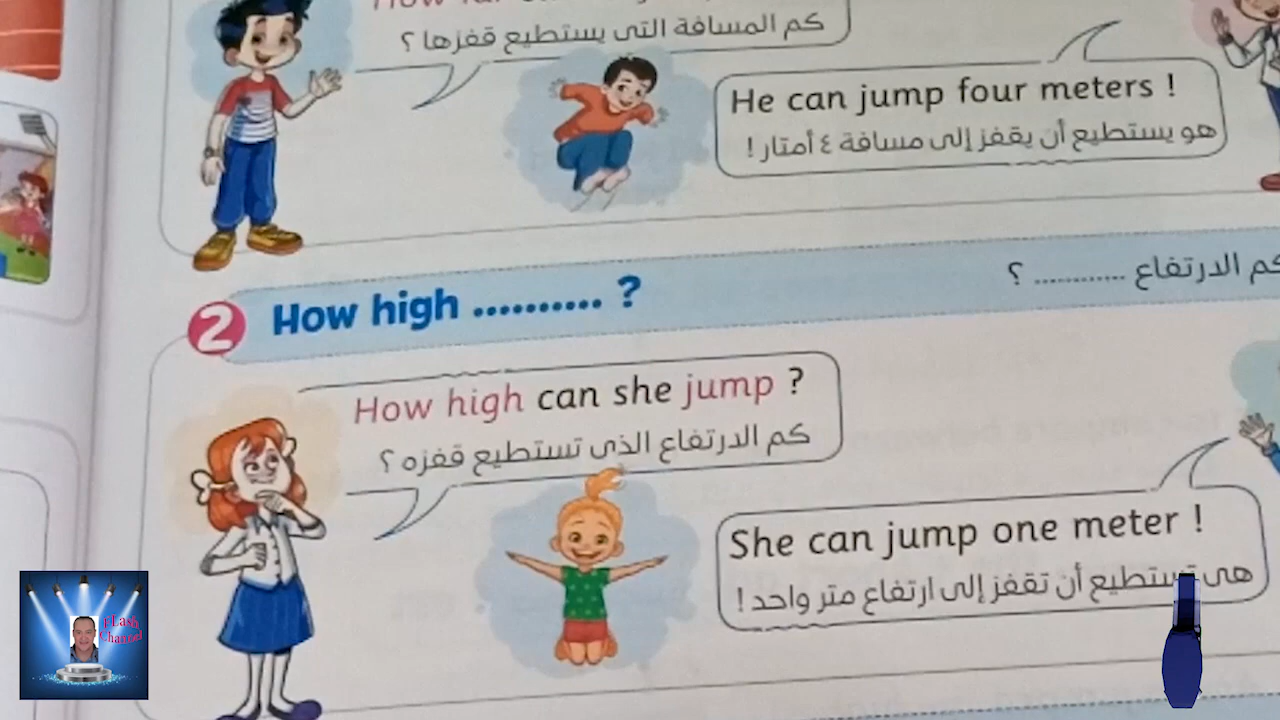 كم المسافة التى يستطيع قفزها ؟
He can jump four meters !
هو يستطيع أن يقفز إلى مسافة ٤ أمتار !
2 How high .......... ? كم الارتفاع ............ ؟
How high can she jump ?
كم الارتفاع الذى تستطيع قفزه ؟
She can jump one meter !
هى تستطيع أن تقفز إلى ارتفاع متر واحد !
FLash
Channel